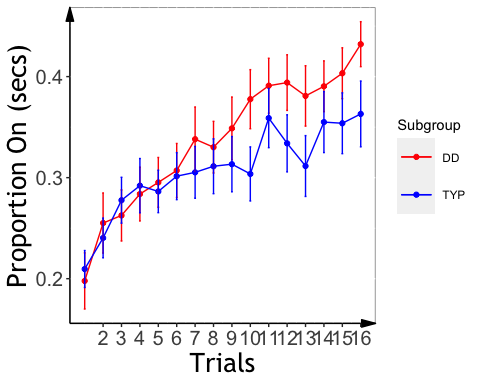 Proportion On (secs)
0.4
0.3
0.2
2 3 4 5 6 7 8 9 10 11 12 13 14 15 16
Trials
Subgroup
DD
TYP